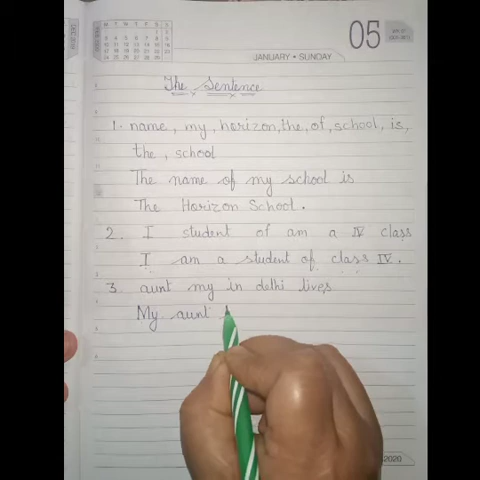 05
JANUARY • SUNDAY
The Sentence
1. name, my, horizon, the, of, school, is,
the, school
The name of my school is
The Horizon School.
2. I student of am a IV class
I am a student of class IV.
3. aunt my in delhi lives
My aunt
2020